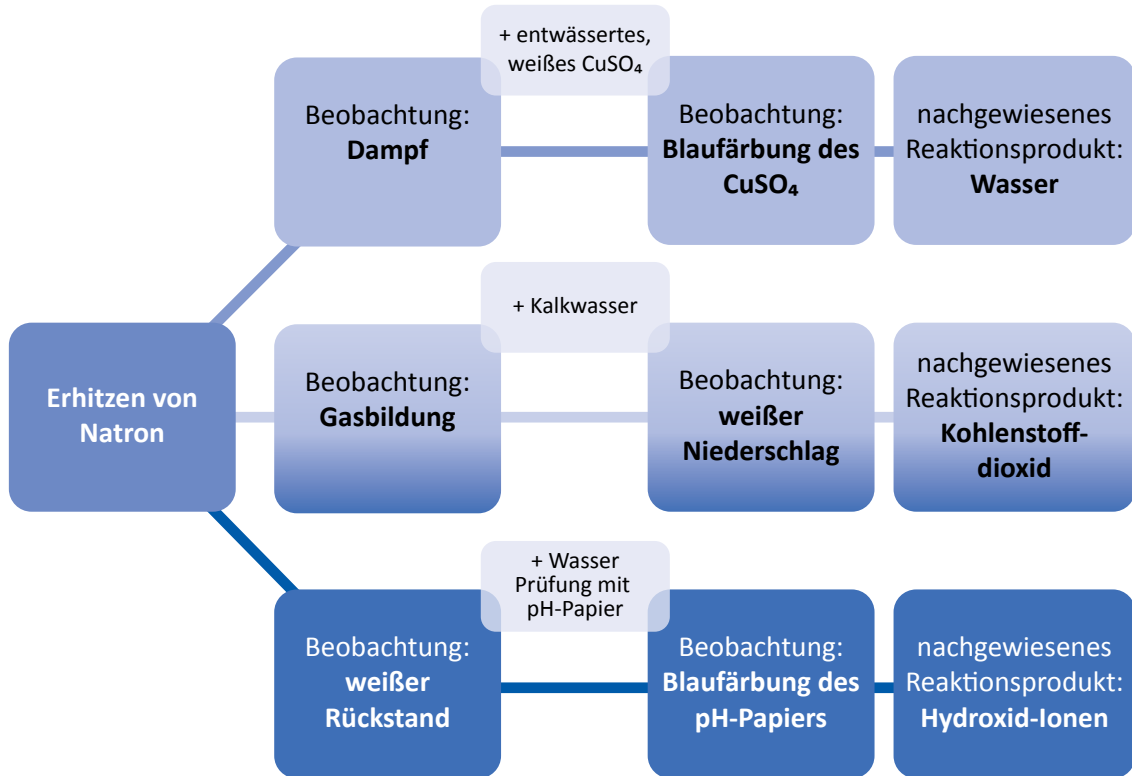 + entwässertes,
weißes CuSO₄
Beobachtung:
Dampf
Beobachtung:
Blaufärbung des
CuSO₄
nachgewiesenes
Reaktionsprodukt:
Wasser
Erhitzen von
Natron
+ Kalkwasser
Beobachtung:
Gasbildung
Beobachtung:
weißer
Niederschlag
nachgewiesenes
Reaktionsprodukt:
Kohlenstoff-
dioxid
+ Wasser
Prüfung mit
pH-Papier
Beobachtung:
weißer
Rückstand
Beobachtung:
Blaufärbung des
pH-Papiers
nachgewiesenes
Reaktionsprodukt:
Hydroxid-Ionen